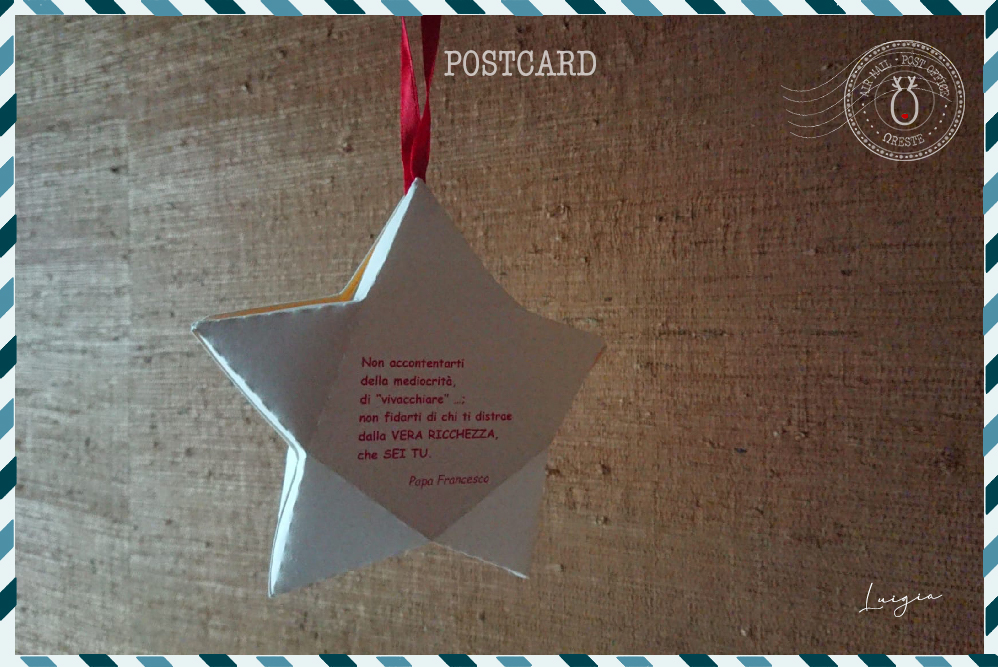 POSTCARD
AIR MAIL • POST OFFICE
ORESTE
Non accontentarti
della mediocrità,
di "vivacchiare" ...;
non fidarti di chi ti distrae
dalla VERA RICCHEZZA,
che SEI TU.
Papa Francesco
Luigia